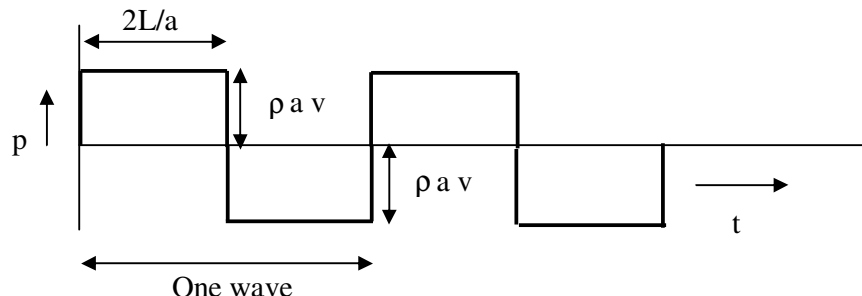 2L/a
ρ a v
p
ρ a v
t
One wave